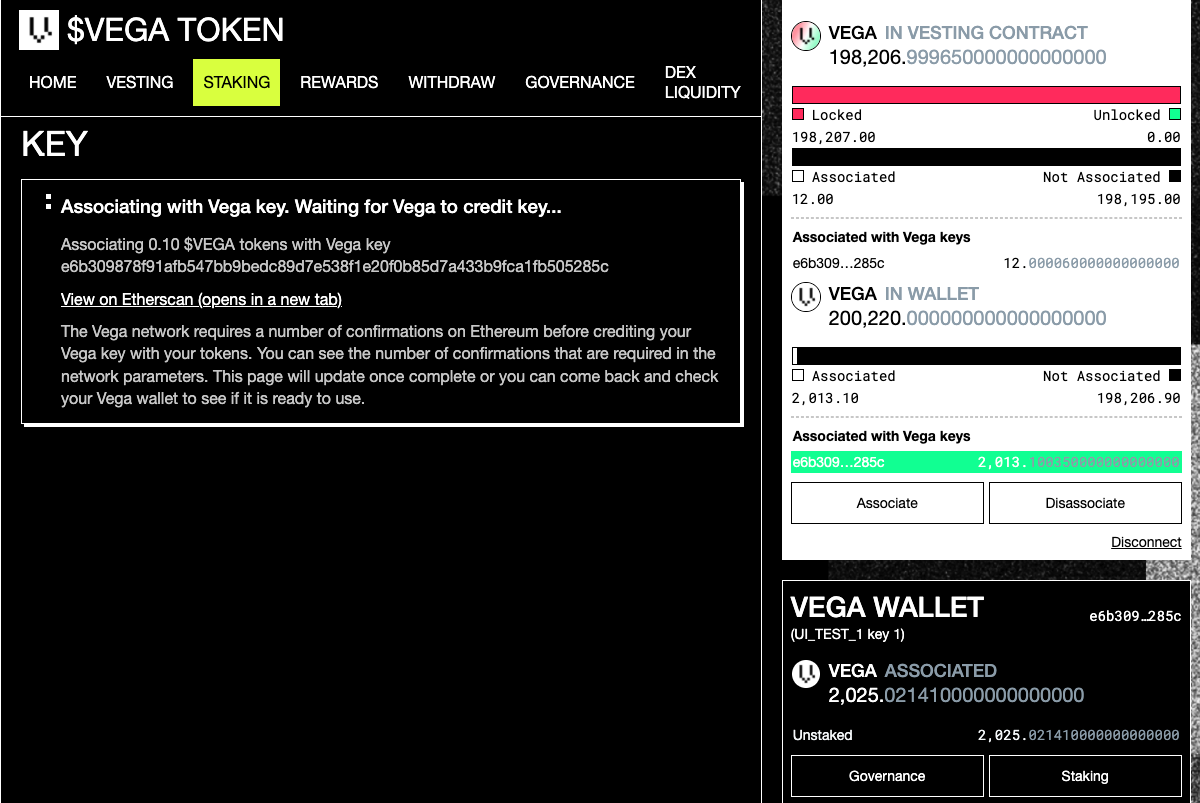 $VEGA TOKEN
HOME VESTING STAKING REWARDS WITHDRAW GOVERNANCE DEX LIQUIDITY
KEY
Associating with Vega key. Waiting for Vega to credit key...
Associating 0.10 $VEGA tokens with Vega key
e6b309878f91afb547bb9bedc89d7e538f1e20f0b85d7a433b9fca1fb505285c
View on Etherscan (opens in a new tab)
The Vega network requires a number of confirmations on Ethereum before crediting your
Vega key with your tokens. You can see the number of confirmations that are required in the
network parameters. This page will update once complete or you can come back and check
your Vega wallet to see if it is ready to use.
VEGA IN VESTING CONTRACT
198,206.999650000000000000
Locked Unlocked
198,207.00 0.00
Associated Not Associated
12.00 198,195.00
Associated with Vega keys
e6b309...285c 12.000060000000000000
VEGA IN WALLET
200,220.000000000000000000
Associated Not Associated
2,013.10 198,206.90
Associated with Vega keys
e6b309...285c 2,013.100350000000000000
Associate Disassociate
Disconnect
VEGA WALLET e6b309…285c
(UI_TEST_1 key 1)
VEGA ASSOCIATED
2,025.021410000000000000
Unstaked 2,025.021410000000000000
Governance Staking